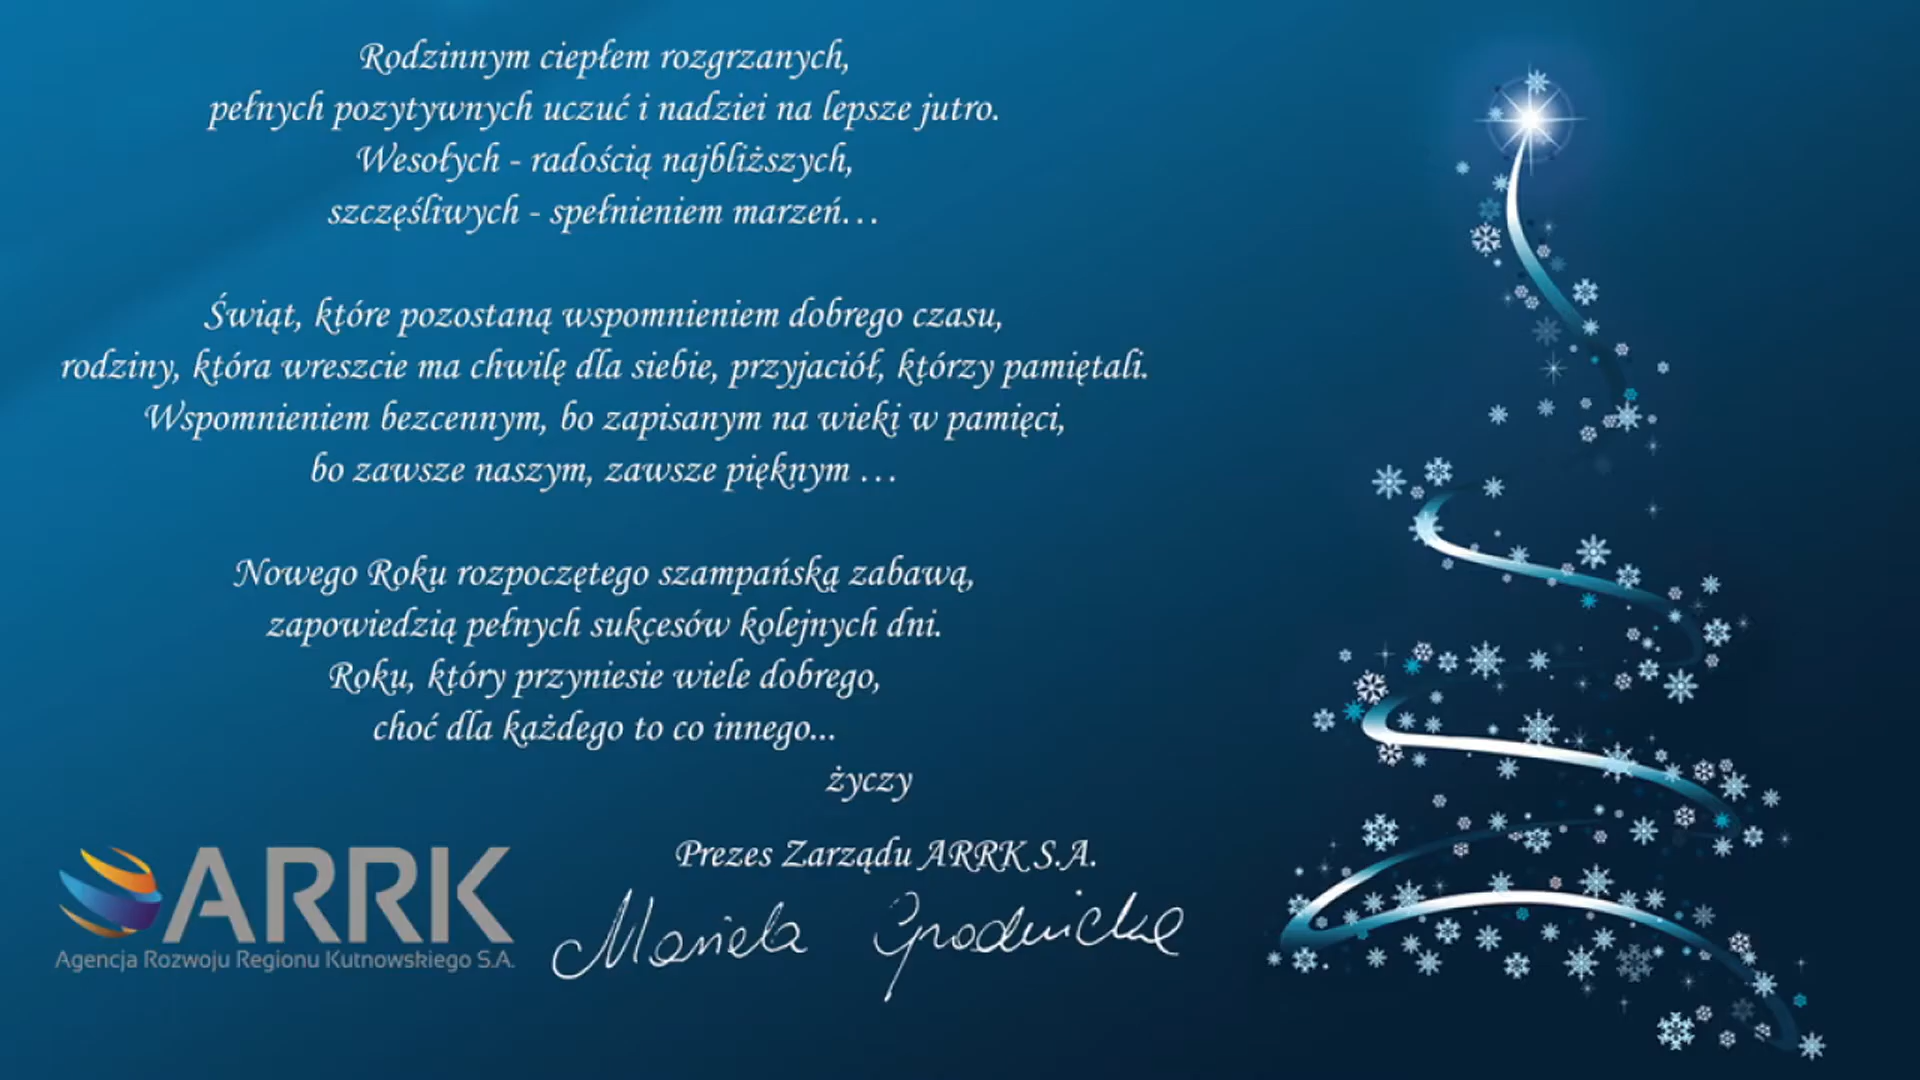 Rodzinnym ciepłem rozgrzanych,
pełnych pozytywnych uczuć i nadziei na lepsze jutro.
Wesołych - radością najbliższych,
szczęśliwych - spełnieniem marzeń…
Świąt, które pozostaną wspomnieniem dobrego czasu,
rodziny, która wreszcie ma chwilę dla siebie, przyjaciół, którzy pamiętali.
Wspomnieniem bezcennym, bo zapisanym na wieki w pamięci,
bo zawsze naszym, zawsze pięknym …
Nowego Roku rozpoczętego szampańską zabawą,
zapowiedzią pełnych sukcesów kolejnych dni.
Roku, który przyniesie wiele dobrego,
choć dla każdego to co innego...
życzy
Prezes Zarządu ARRK S.A.
ARRK
Agencja Rozwoju Regionu Kutnowskiego S.A.
Mariela Grodnicka